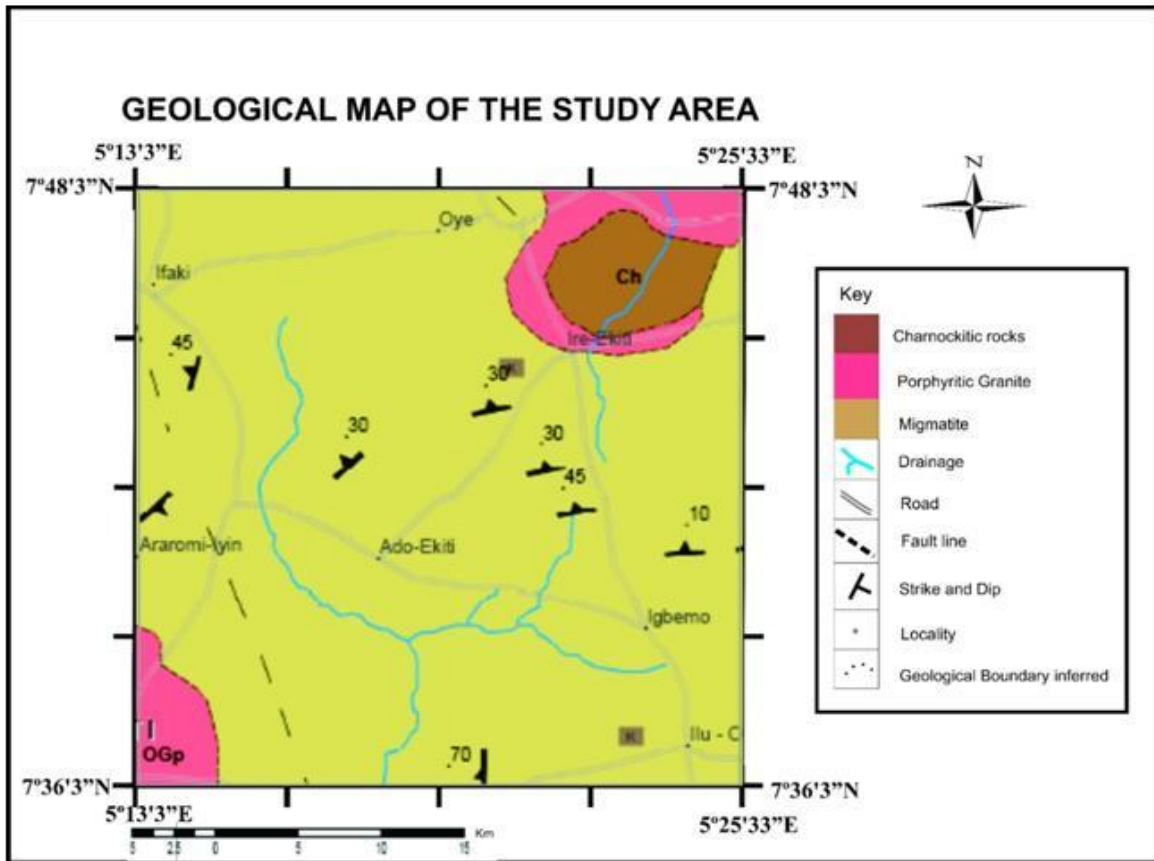 GEOLOGICAL MAP OF THE STUDY AREA
5°13'3”E
5°25'33”E
7°48'3”N
7°48'3”N
N
Oye
Ifaki
Ch
45
Ire-Ekiti
30
30
30
45
10
Araromi-Iyin
Ado-Ekiti
Igbemo
OGp
70
Ilu - C
7°36'3”N
7°36'3”N
5°13'3”E
5°25'33”E
5 2.5 0 5 10 15 Km
Key
Charnockitic rocks
Porphyritic Granite
Migmatite
Drainage
Road
Fault line
Strike and Dip
Locality
Geological Boundary inferred